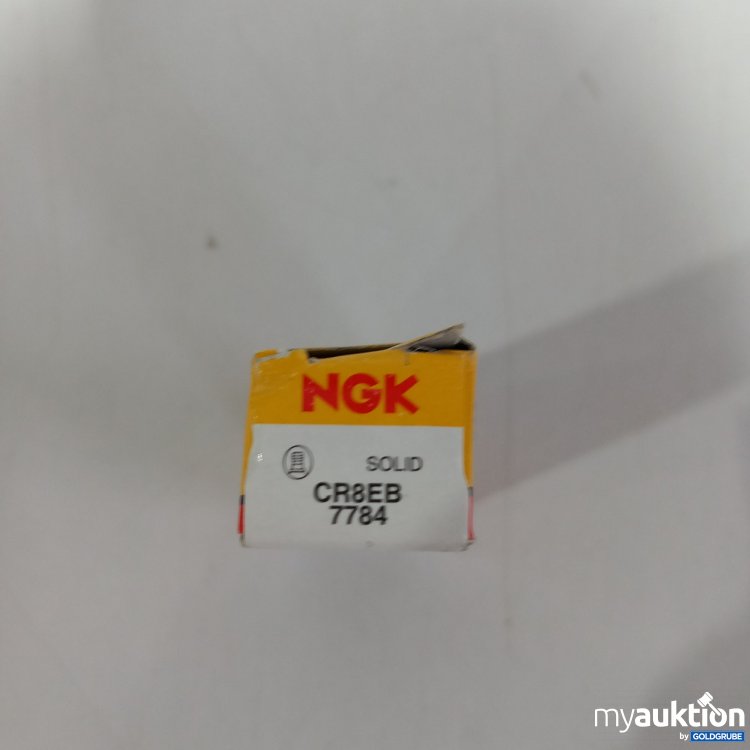 NGK
SOLID
CR8EB
7784
myauktion
by GOLDGRUBE